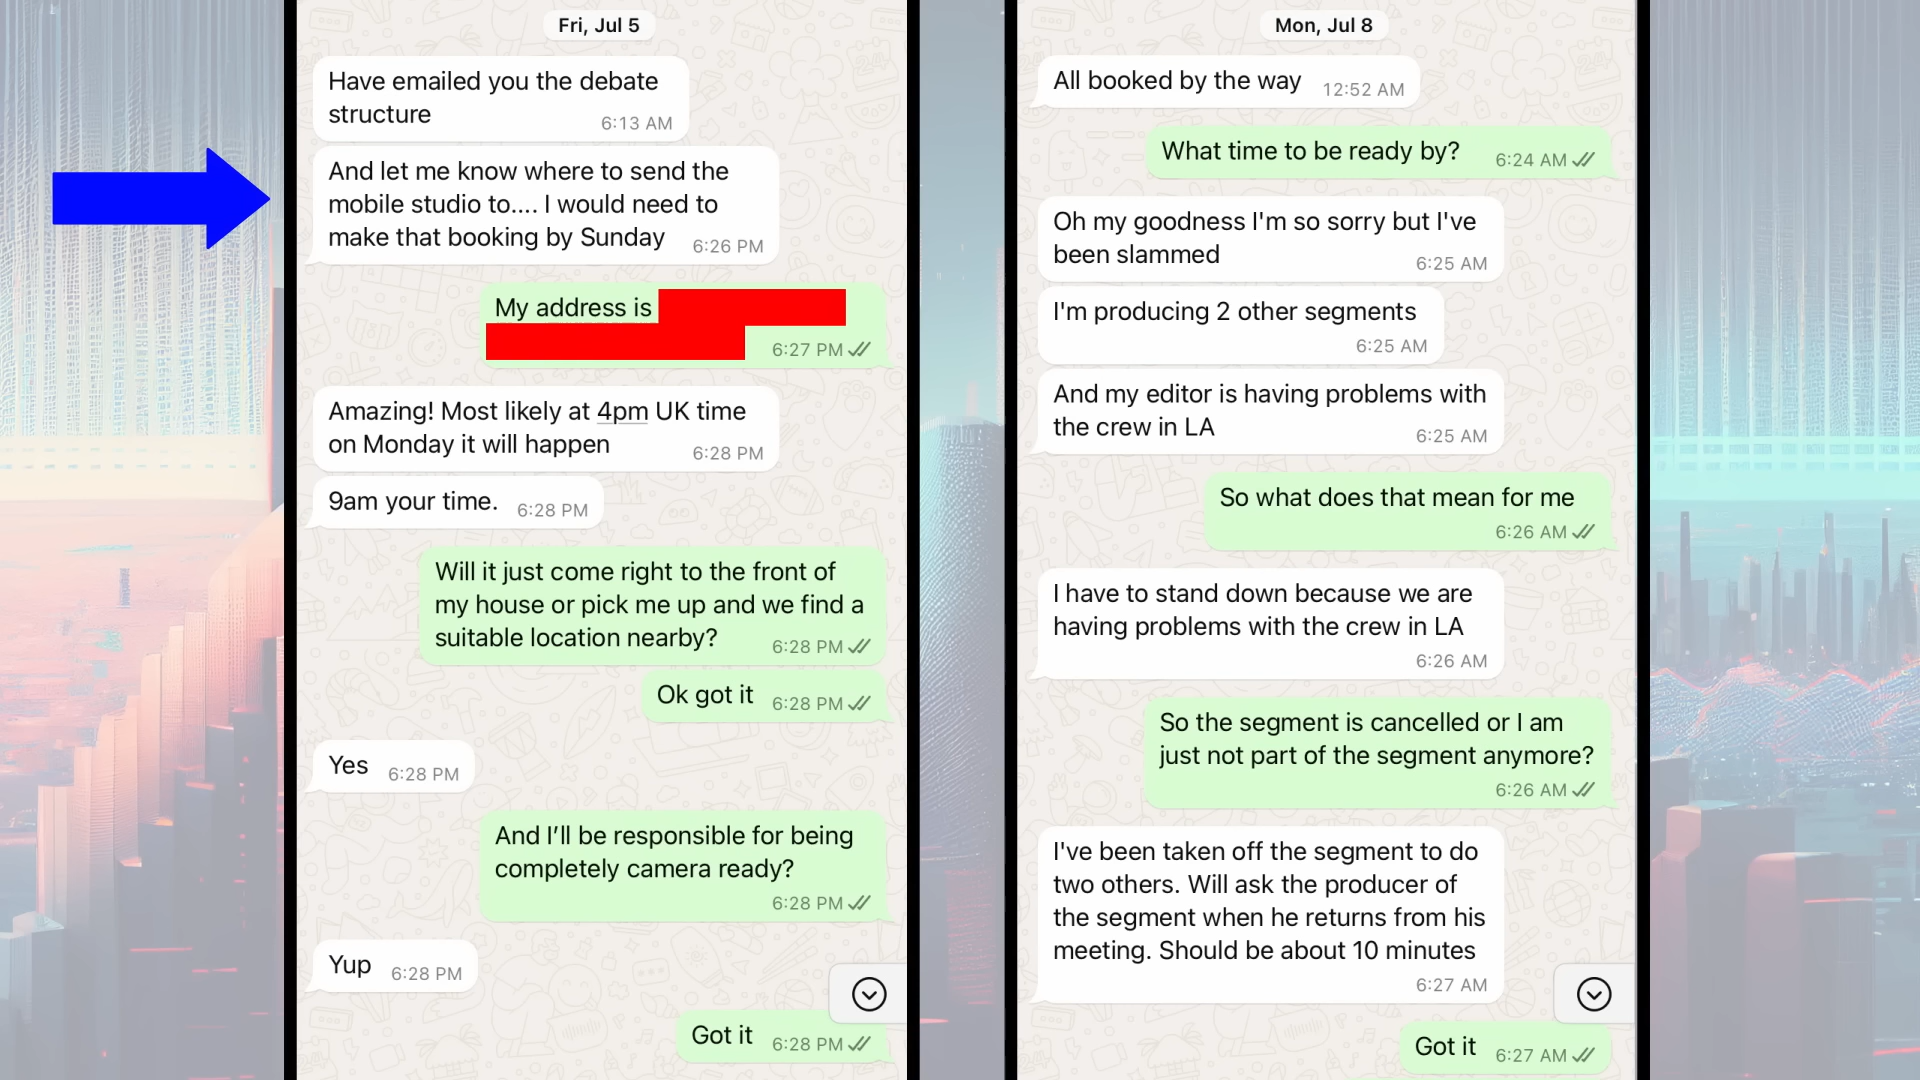 Fri, Jul 5
Have emailed you the debate
structure 6:13 AM
And let me know where to send the
mobile studio to.... I would need to
make that booking by Sunday 6:26 PM
My address is
6:27 PM
Amazing! Most likely at 4pm UK time
on Monday it will happen 6:28 PM
9am your time. 6:28 PM
Will it just come right to the front of
my house or pick me up and we find a
suitable location nearby? 6:28 PM
Ok got it 6:28 PM
Yes 6:28 PM
And I’ll be responsible for being
completely camera ready?
6:28 PM
Yup 6:28 PM
Got it 6:28 PM
Mon, Jul 8
All booked by the way 12:52 AM
What time to be ready by? 6:24 AM
Oh my goodness I'm so sorry but I've
been slammed 6:25 AM
I'm producing 2 other segments
6:25 AM
And my editor is having problems with
the crew in LA 6:25 AM
So what does that mean for me
6:26 AM
I have to stand down because we are
having problems with the crew in LA
6:26 AM
So the segment is cancelled or I am
just not part of the segment anymore?
6:26 AM
I've been taken off the segment to do
two others. Will ask the producer of
the segment when he returns from his
meeting. Should be about 10 minutes
6:27 AM
Got it 6:27 AM